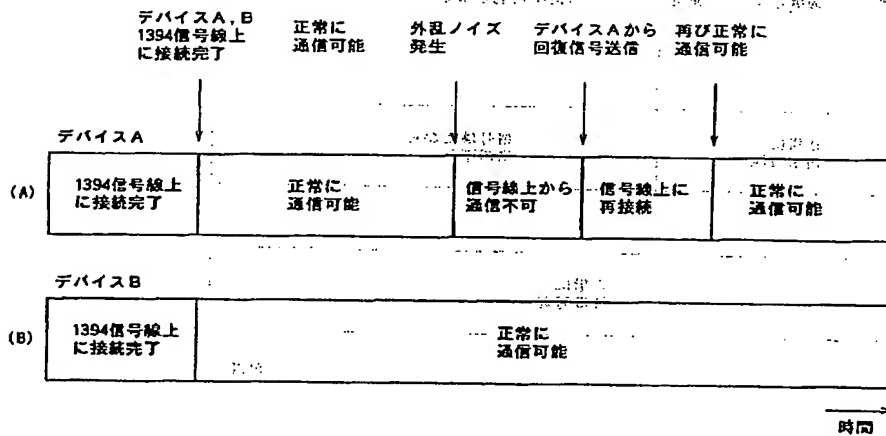 デバイスA,B
1394信号線上
に接続完了
正常に
通信可能
外乱ノイズ
発生
デバイスAから
回復信号送信
再び正常に
通信可能
デバイスA
(A)
1394信号線上
に接続完了
正常に
通信可能
信号線上から
通信不可
信号線上に
再接続
正常に
通信可能
デバイスB
(B)
1394信号線上
に接続完了
正常に
通信可能
時間